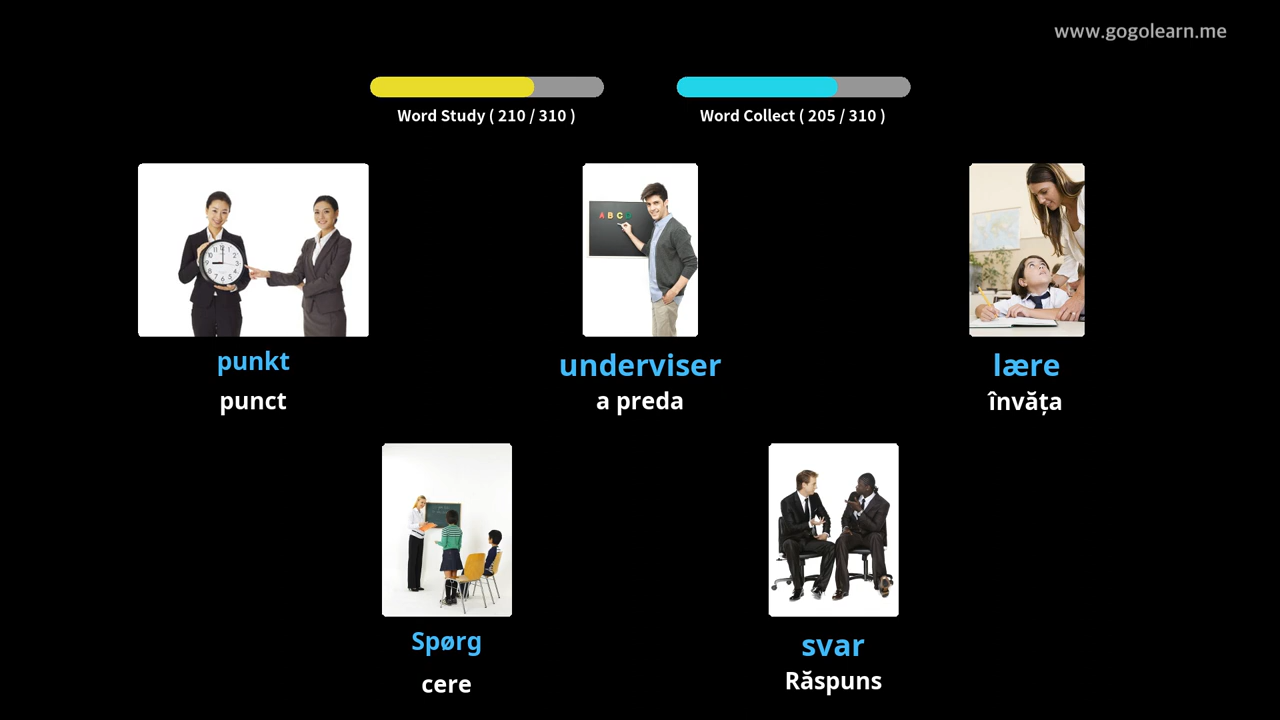 www.gogolearn.me
Word Study ( 210 / 310 )
Word Collect ( 205 / 310 )
A B C
punkt
punct
underviser
a preda
lære
învăța
Spørg
cere
svar
Răspuns